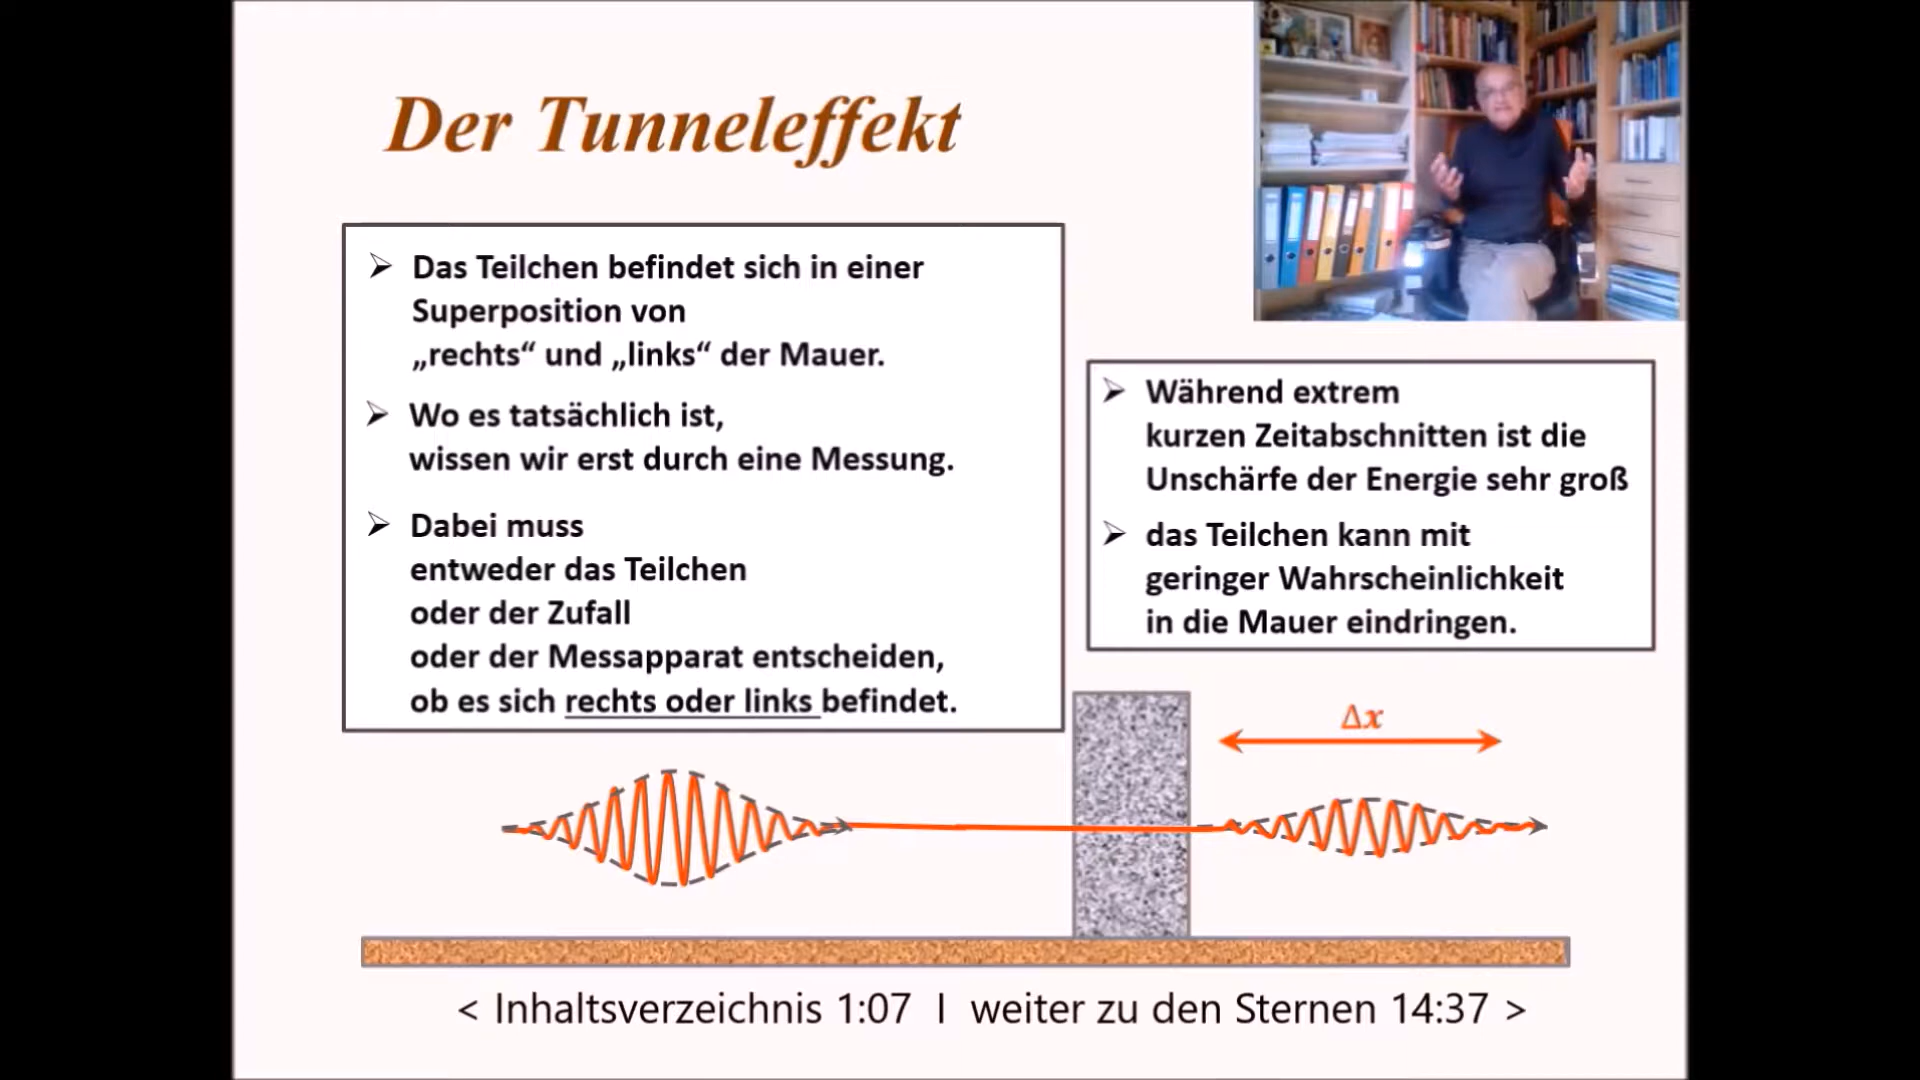 Der Tunneleffekt
➢ Das Teilchen befindet sich in einer
Superposition von
„rechts“ und „links“ der Mauer.
➢ Wo es tatsächlich ist,
wissen wir erst durch eine Messung.
➢ Dabei muss
entweder das Teilchen
oder der Zufall
oder der Messapparat entscheiden,
ob es sich rechts oder links befindet.
➢ Während extrem
kurzen Zeitabschnitten ist die
Unschärfe der Energie sehr groß
➢ das Teilchen kann mit
geringer Wahrscheinlichkeit
in die Mauer eindringen.
Δx
< Inhaltsverzeichnis 1:07 I weiter zu den Sternen 14:37 >